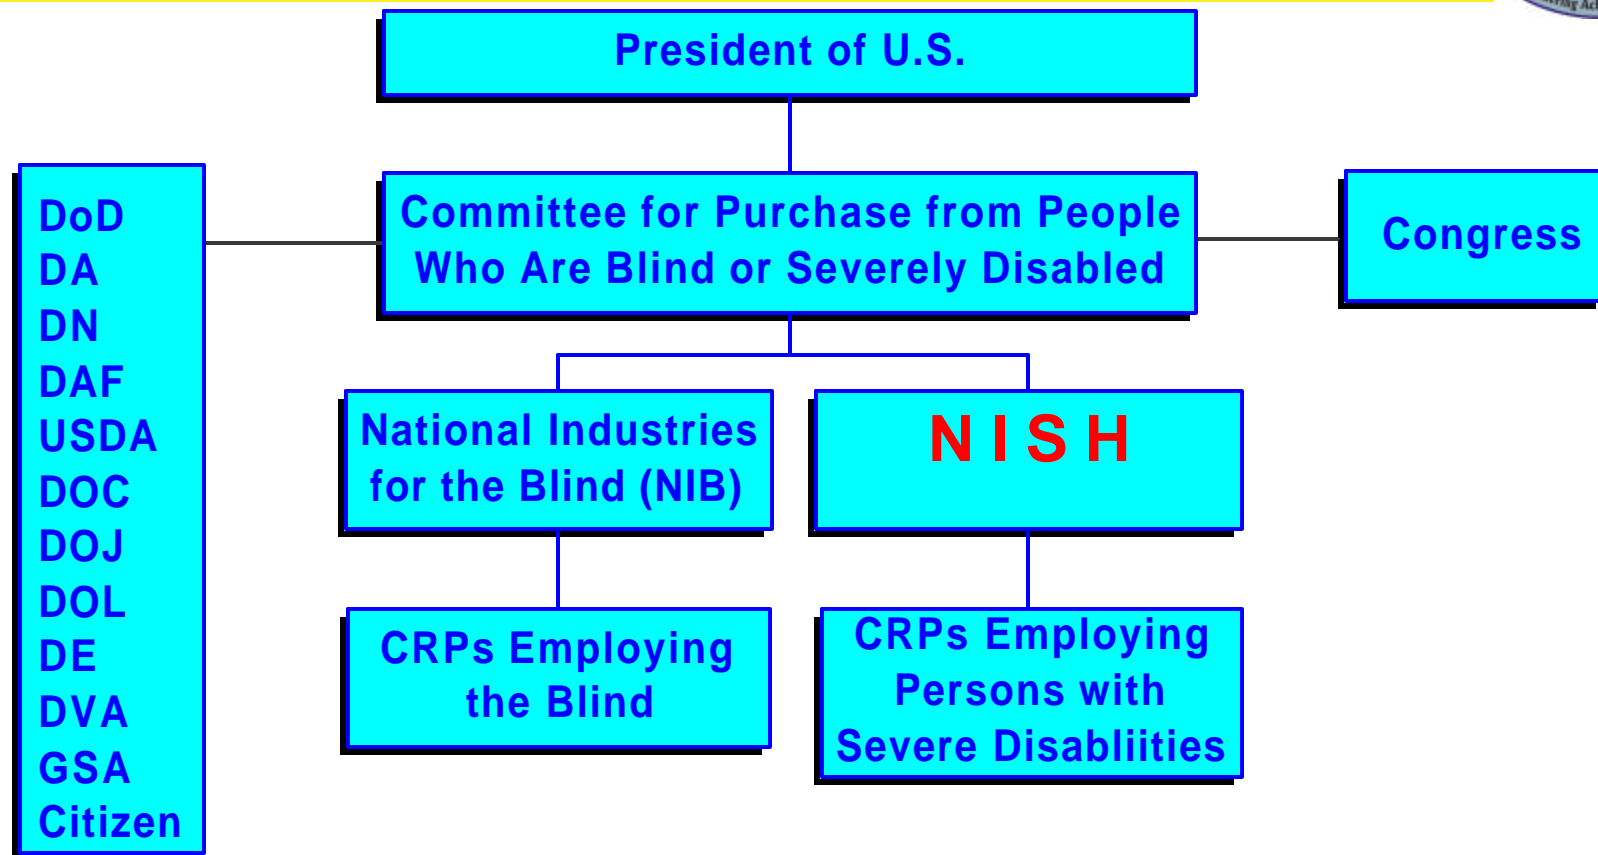 President of U.S.
DoD
DA
DN
DAF
USDA
DOC
DOJ
DOL
DE
DVA
GSA
Citizen
Committee for Purchase from People
Who Are Blind or Severely Disabled
Congress
National Industries
for the Blind (NIB)
N I S H
CRPs Employing
the Blind
CRPs Employing
Persons with
Severe Disabliities